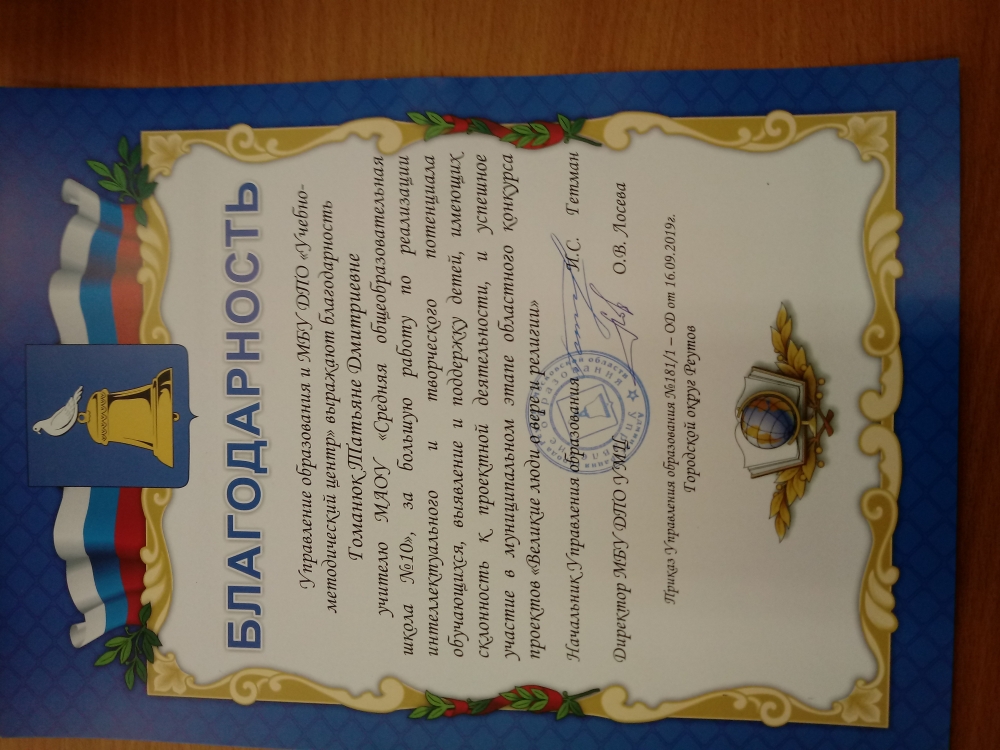 БЛАГОДАРНОСТЬ
Управление образования и МБУ ДПО «Учебно-
методический центр» выражают благодарность
Томанюк Татьяне Дмитриевне
учителю МАОУ «Средняя общеобразовательная
школа №10», за большую работу по реализации
интеллектуального и творческого потенциала
обучающихся, выявление и поддержку детей, имеющих
склонность к проектной деятельности, и успешное
участие в муниципальном этапе областного конкурса
проектов «Великие люди о вере и религии»
Начальник Управления образования И.С. Гетман
Директор МБУ ДПО УМЦ О.В. Лосева
Приказ Управления образования №181/1 – ОД от 16.09.2019г.
Городской округ Реутов